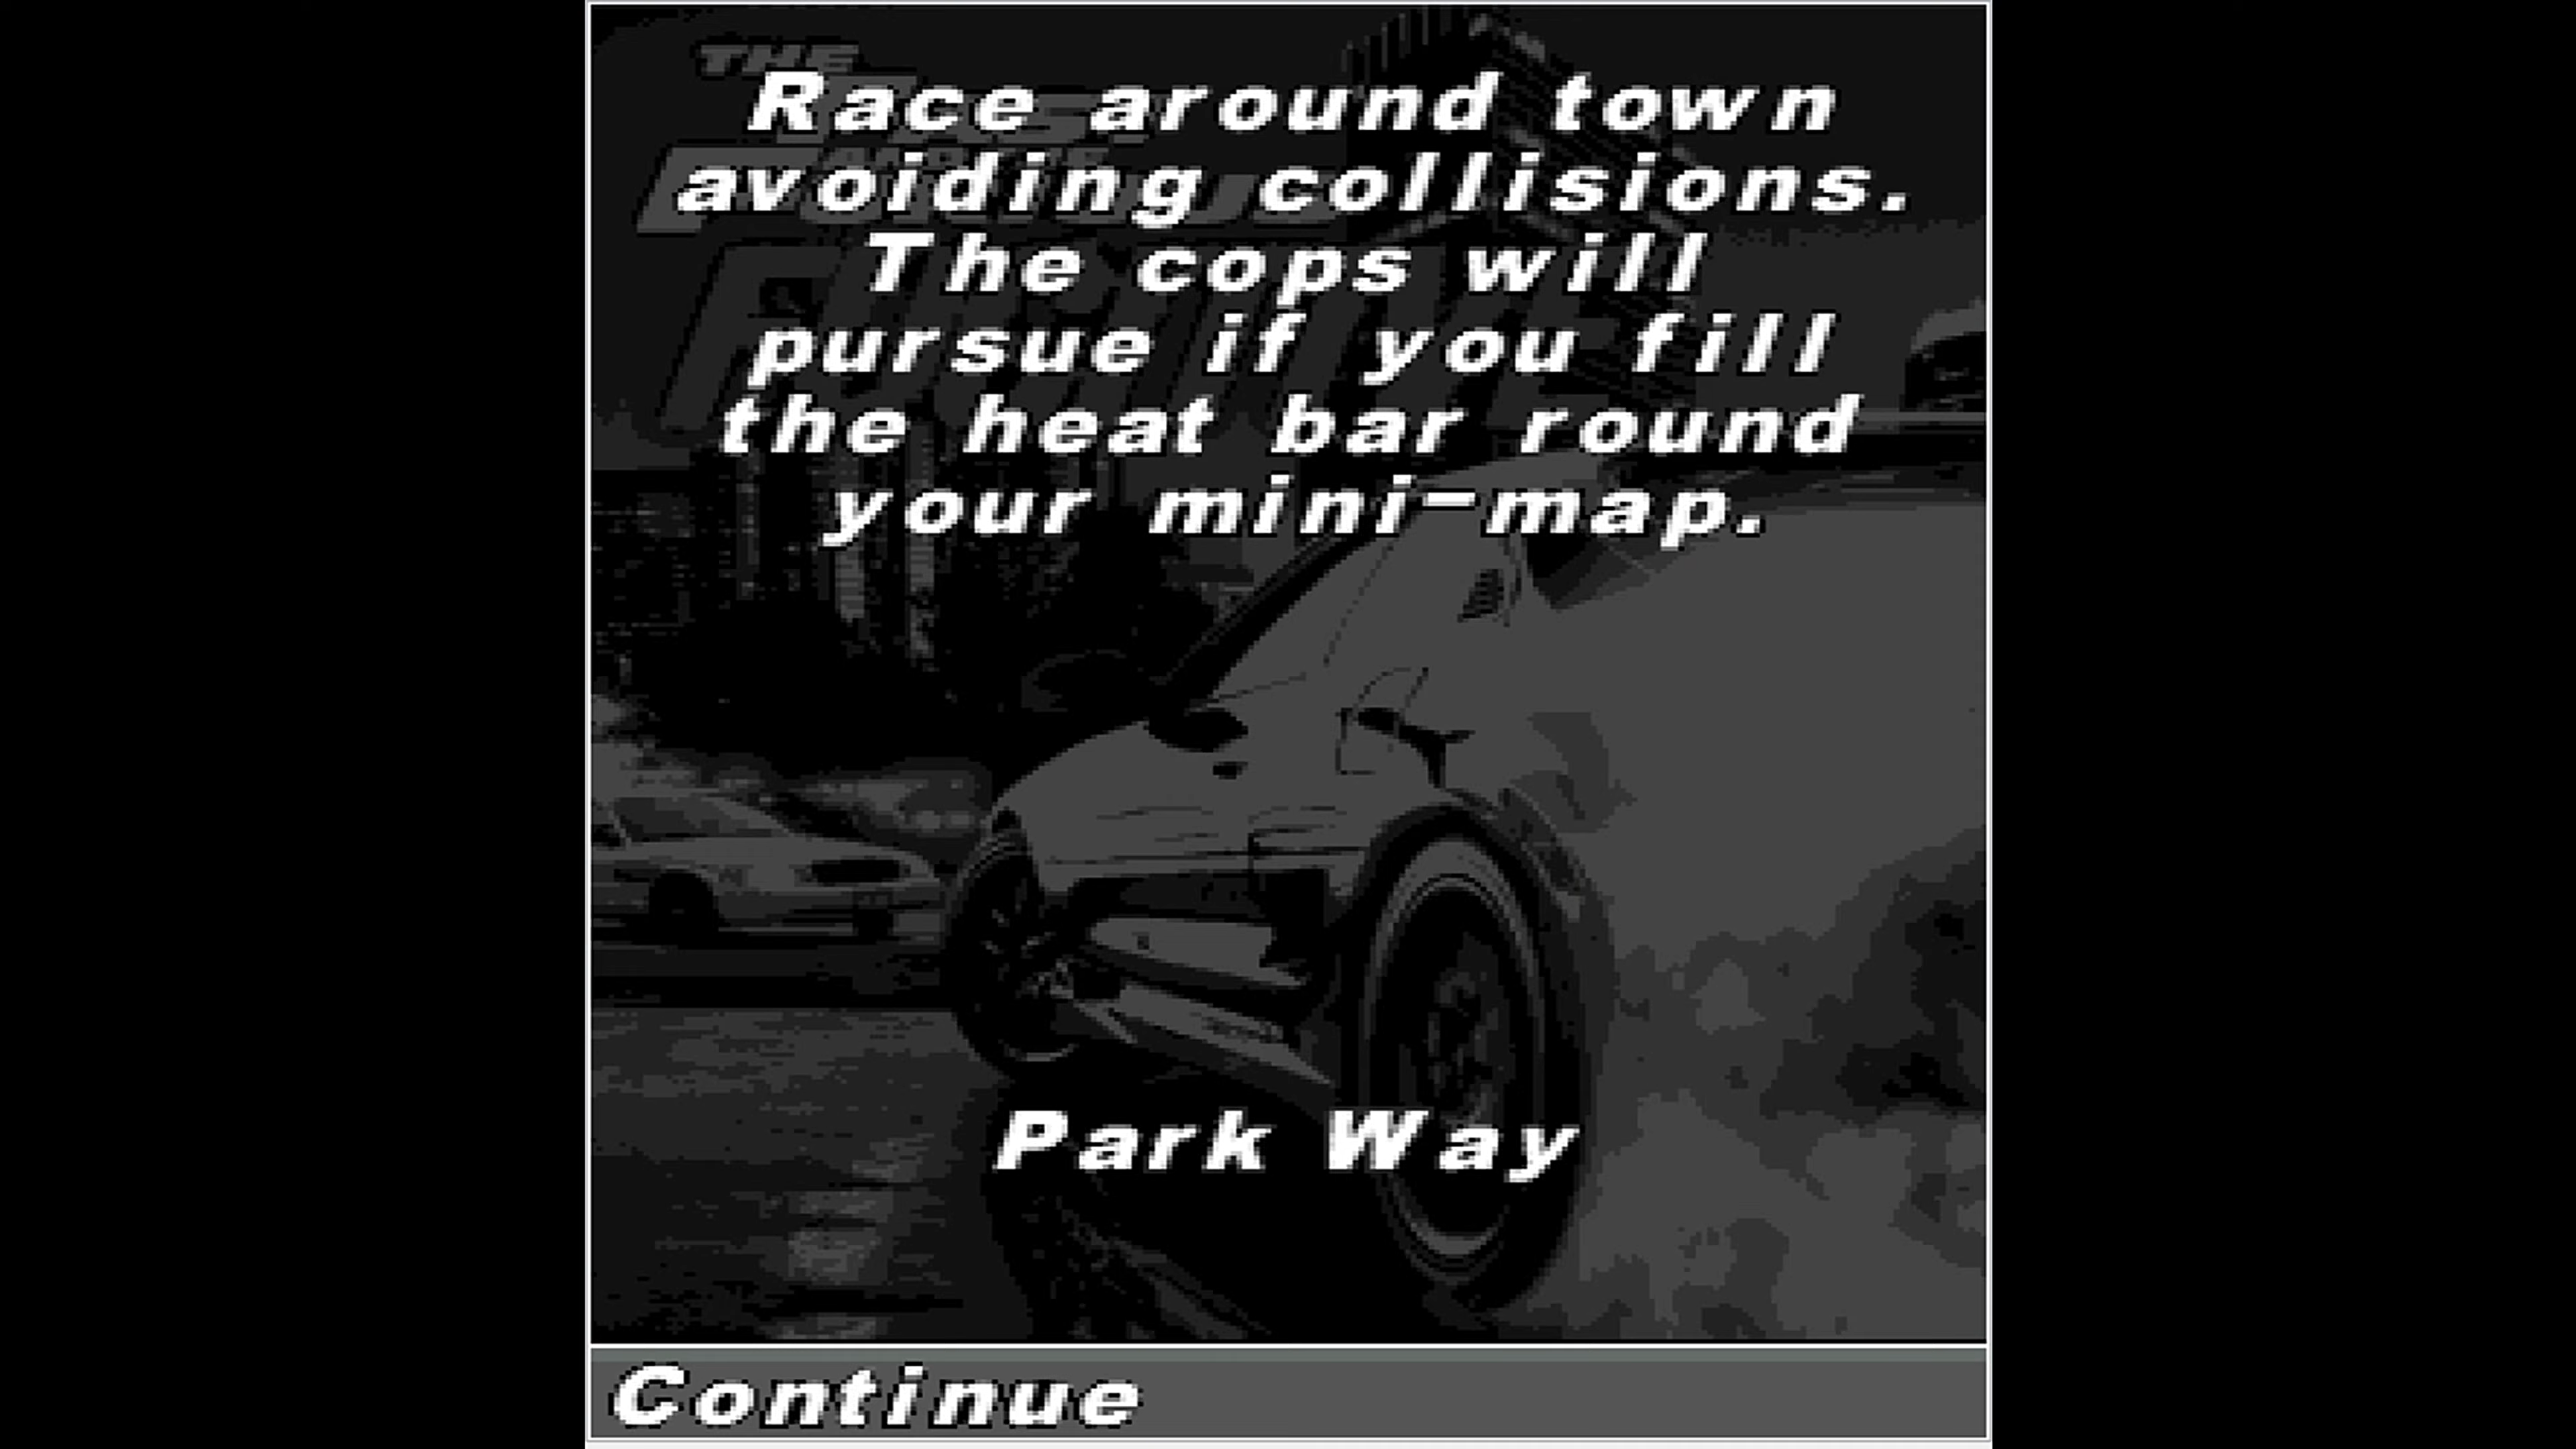 THE
Race around town
avoiding collisions.
The cops will
pursue if you fill
the heat bar round
your mini-map.
Park Way
Continue